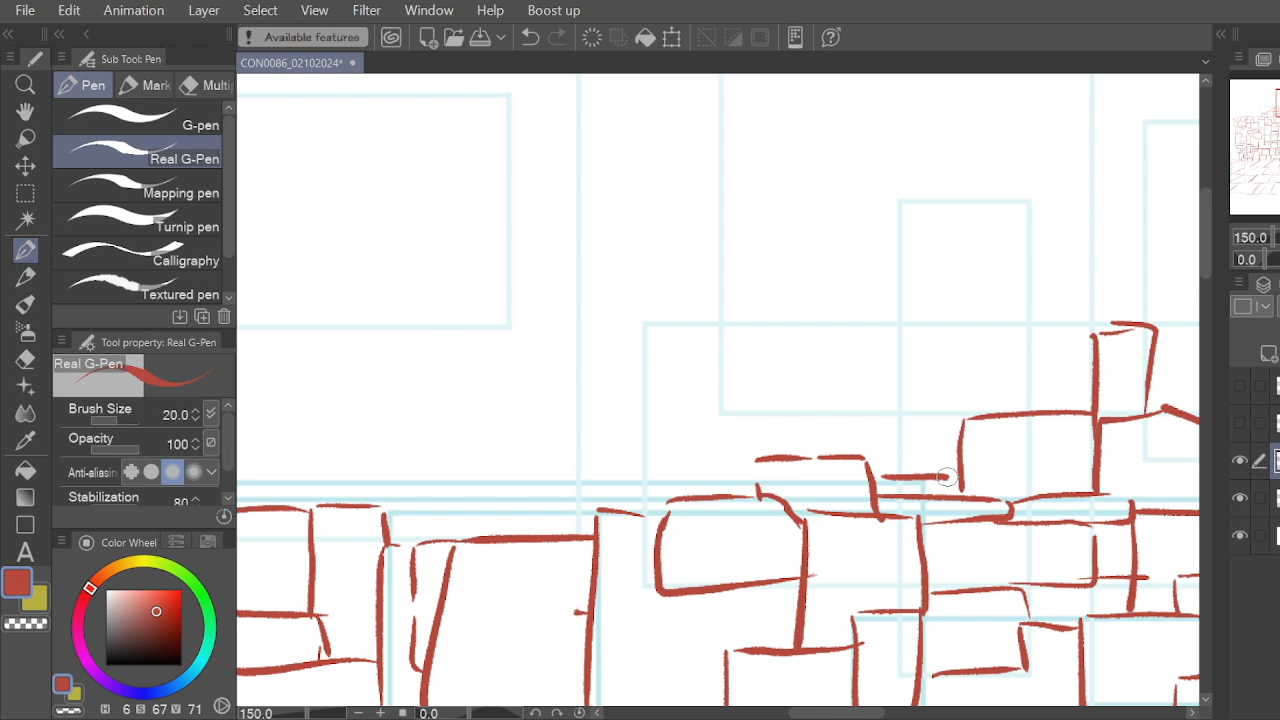 File Edit Animation Layer Select View Filter Window Help Boost up
! Available features
Sub Tool Pen
CON0086_02102024*
Pen Mark Multi
G-pen
Real G-Pen
Mapping pen
Turnip pen
Calligraphy
Textured pen
150.0
0.0
Tool property: Real G-Pen
Real G-Pen
Brush Size 20.0
Opacity 100
Anti-aliasin
Stabilization 80
Color Wheel
A
H 6 S 67 V 71
150.0 0.0